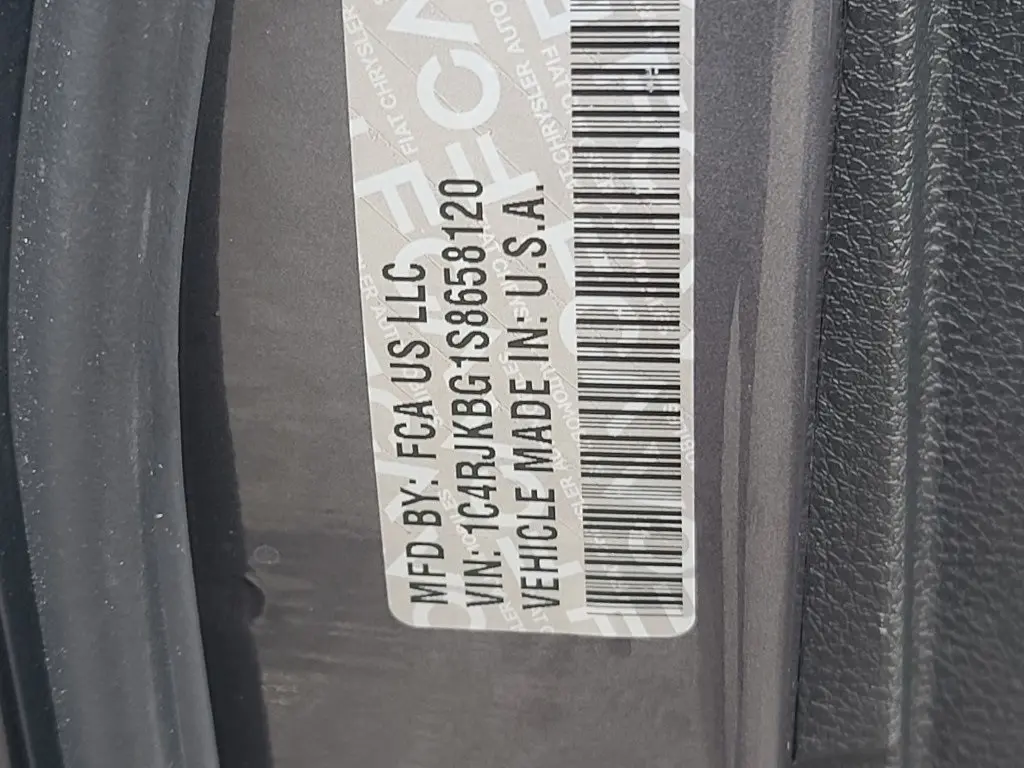 MFD BY: FCA US LLC
VIN: 1C4RJKBG1S8658120
VEHICLE MADE IN: U.S.A.